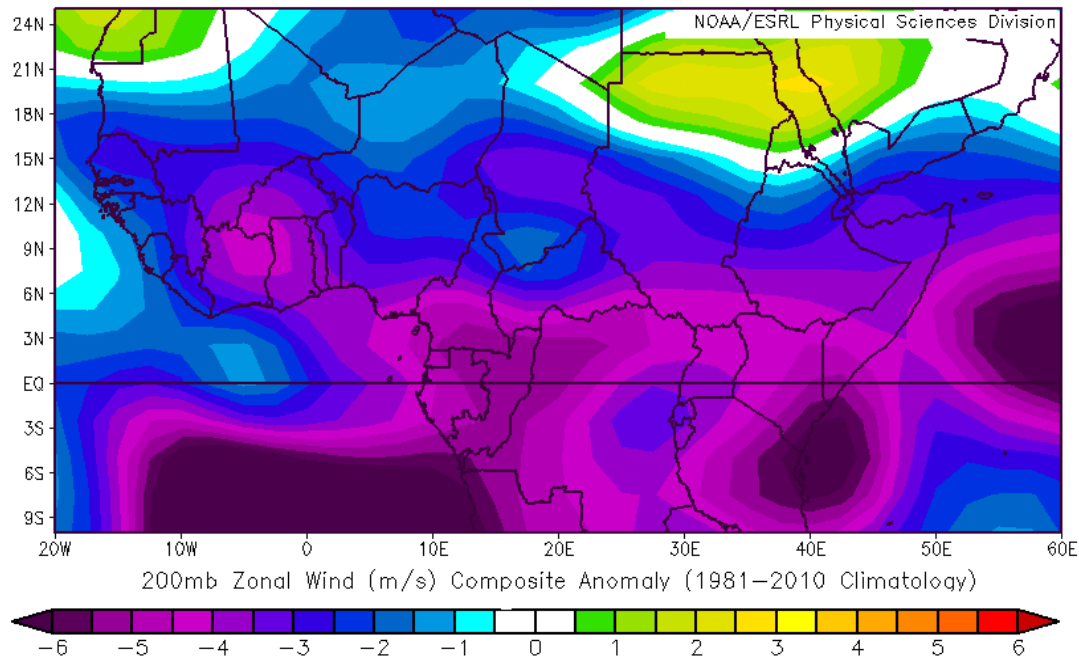 NOAA/ESRL Physical Sciences Division
25N
21N
18N
15N
12N
9N
6N
3N
EQ
3S
6S
9S
20W 10W 0 10E 20E 30E 40E 50E 60E
200mb Zonal Wind (m/s) Composite Anomaly (1981–2010 Climatology)
−6 −5 −4 −3 −2 −1 0 1 2 3 4 5 6